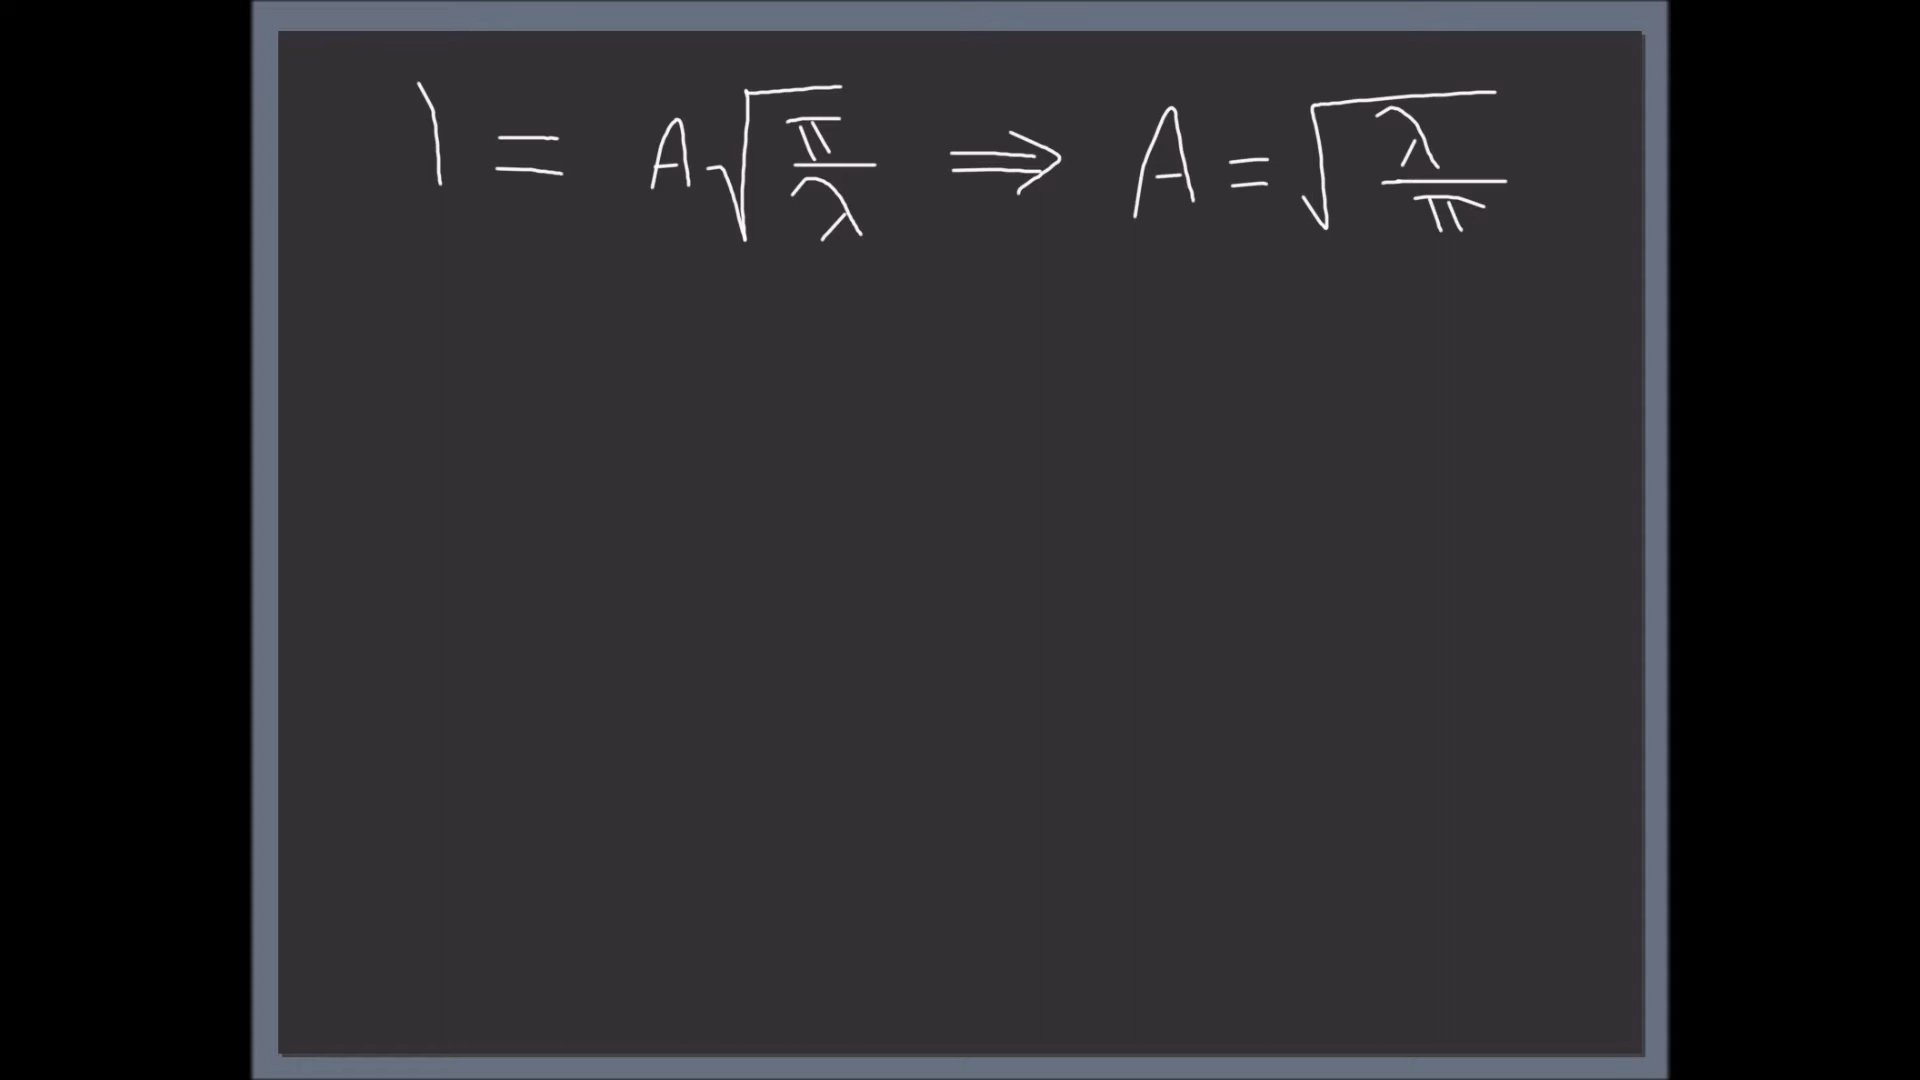 1 = A√(π/λ) ⇒ A = √(λ/π)